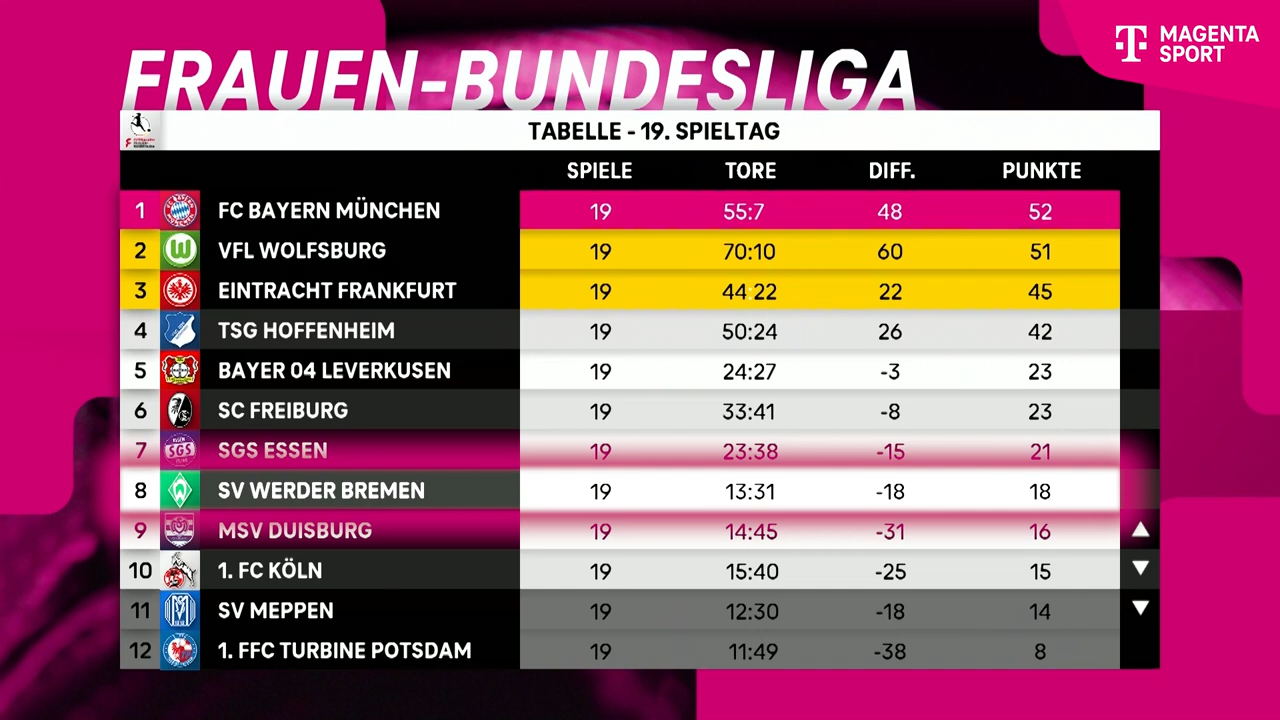 MAGENTA
SPORT
FRAUEN-BUNDESLIGA
TABELLE - 19. SPIELTAG
SPIELE TORE DIFF. PUNKTE
1 FC BAYERN MÜNCHEN 19 55:7 48 52
2 VFL WOLFSBURG 19 70:10 60 51
3 EINTRACHT FRANKFURT 19 44:22 22 45
4 TSG HOFFENHEIM 19 50:24 26 42
5 BAYER 04 LEVERKUSEN 19 24:27 -3 23
6 SC FREIBURG 19 33:41 -8 23
7 SGS ESSEN 19 23:38 -15 21
8 SV WERDER BREMEN 19 13:31 -18 18
9 MSV DUISBURG 19 14:45 -31 16
10 1. FC KÖLN 19 15:40 -25 15
11 SV MEPPEN 19 12:30 -18 14
12 1. FFC TURBINE POTSDAM 19 11:49 -38 8